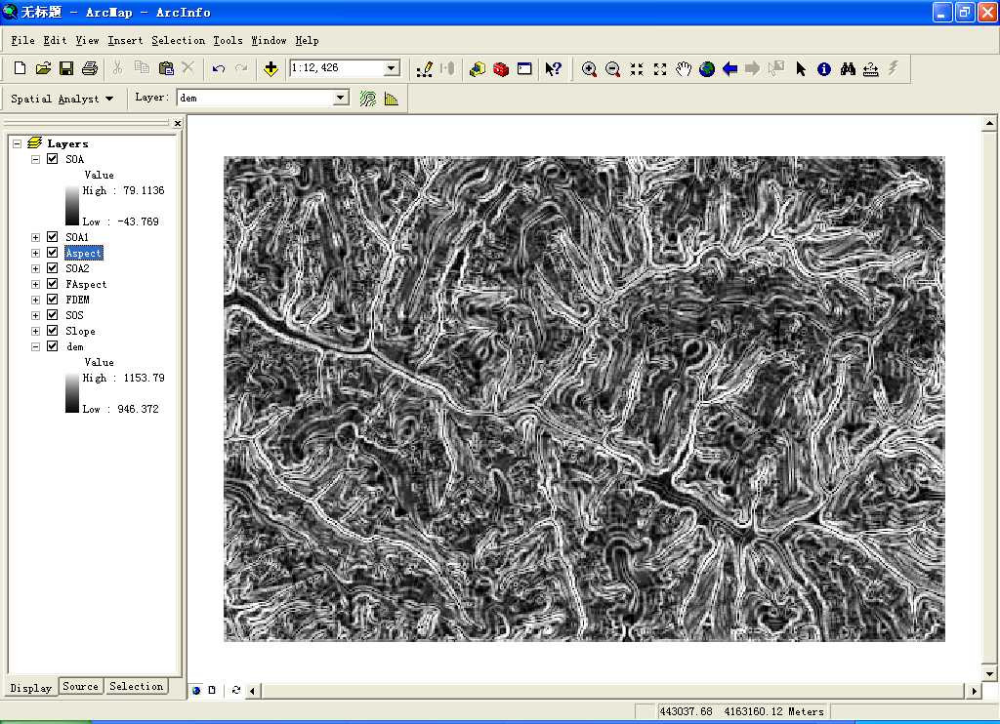 无标题 - ArcMap - ArcInfo
File Edit View Insert Selection Tools Window Help
1:12,426
Spatial Analyst Layer: dem
Layers
SOA
Value
High : 79.1136
Low : -43.769
SOA1
Aspect
SOA2
FAspect
FDEM
SOS
Slope
dem
Value
High : 1153.79
Low : 946.372
Display Source Selection
443037.68 4163160.12 Meters